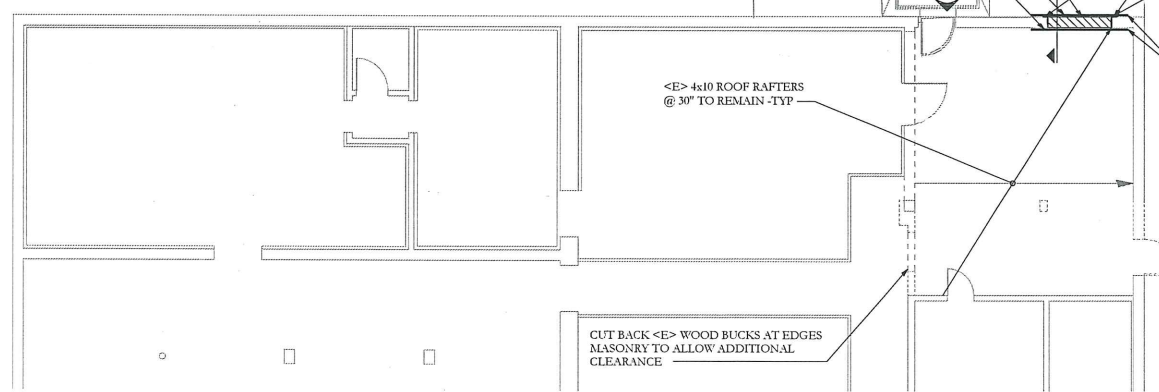 <E> 4x10 ROOF RAFTERS
@ 30" TO REMAIN -TYP
CUT BACK <E> WOOD BUCKS AT EDGES
MASONRY TO ALLOW ADDITIONAL
CLEARANCE